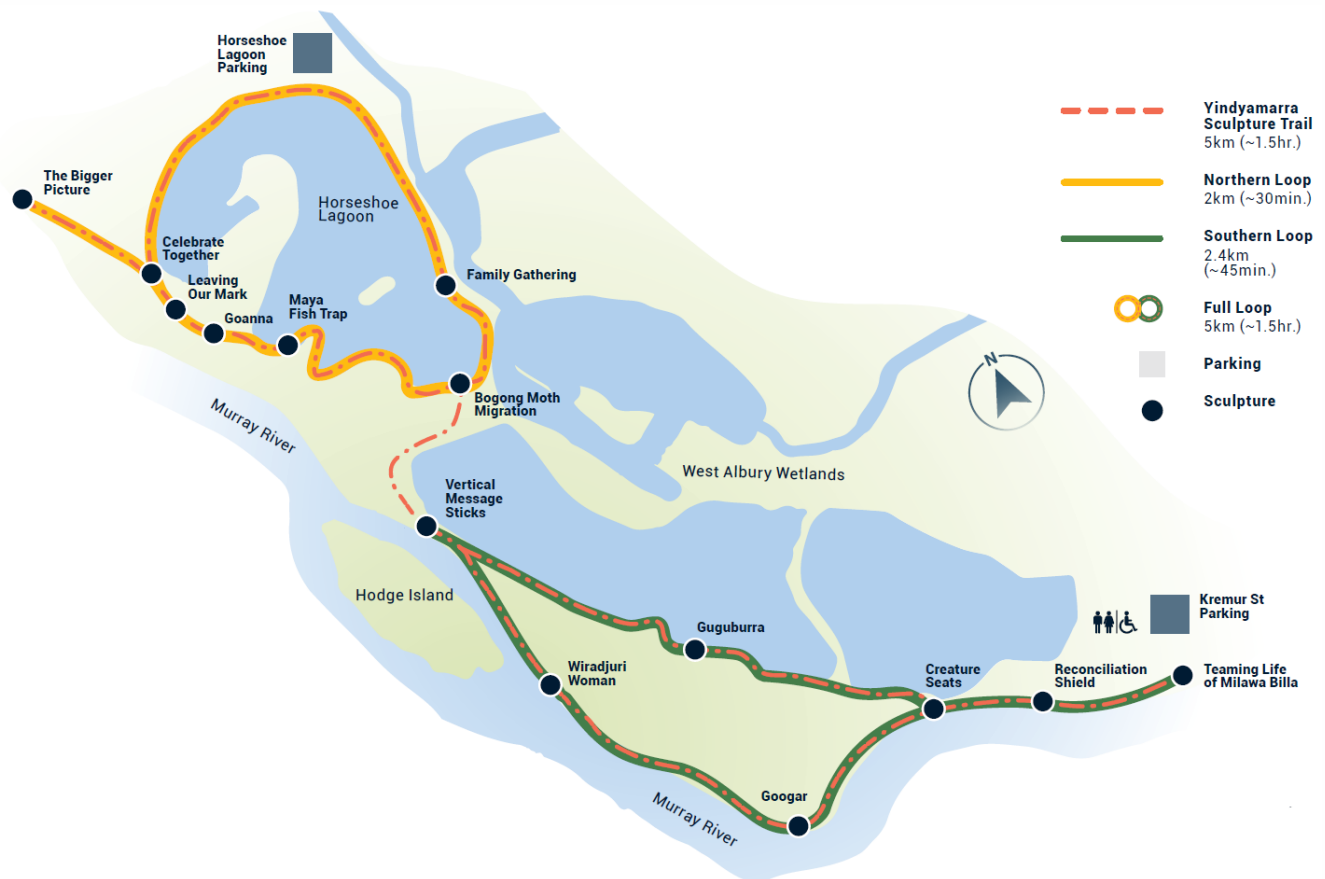 Horseshoe
Lagoon
Parking
The Bigger
Picture
Celebrate
Together
Leaving
Our Mark
Goanna
Maya
Fish Trap
Horseshoe
Lagoon
Family Gathering
Bogong Moth
Migration
Murray River
Vertical
Message
Sticks
West Albury Wetlands
Hodge Island
Guguburra
Wiradjuri
Woman
Googar
Murray River
Creature
Seats
Reconciliation
Shield
Teaming Life
of Milawa Billa
Kremur St
Parking
N
Yindyamarra
Sculpture Trail
5km (~1.5hr.)
Northern Loop
2km (~30min.)
Southern Loop
2.4km
(~45min.)
Full Loop
5km (~1.5hr.)
Parking
Sculpture